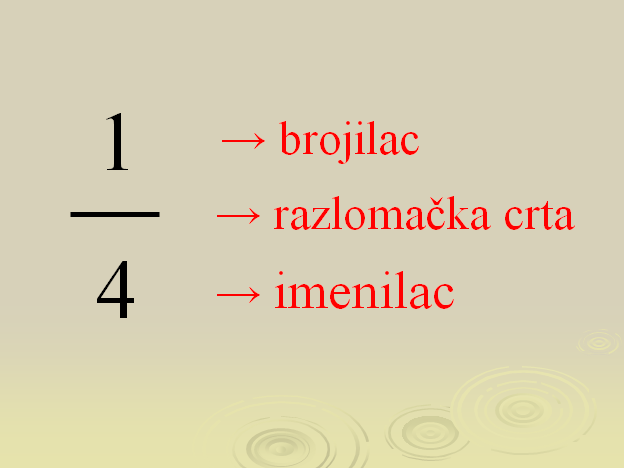 1 → brojilac
→ razlomačka crta
4 → imenilac